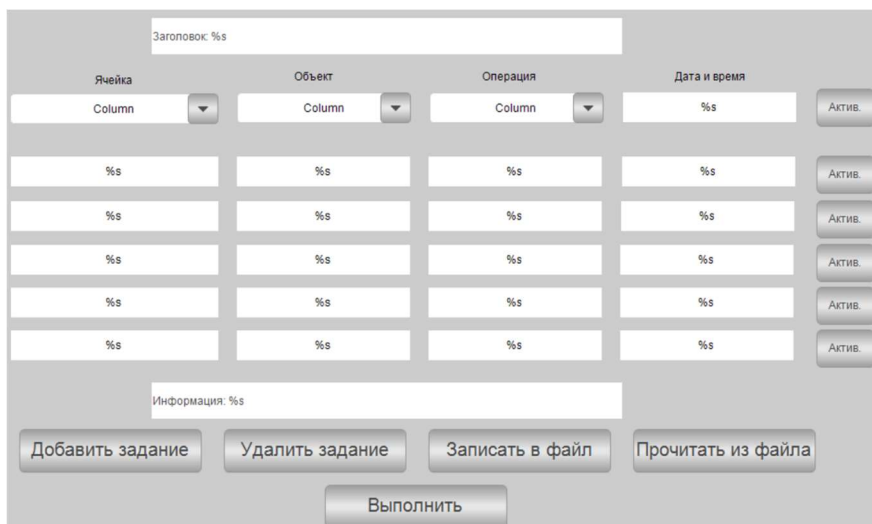 Заголовок: %s
Ячейка Объект Операция Дата и время
Column Column Column %s Актив.
%s %s %s %s Актив.
%s %s %s %s Актив.
%s %s %s %s Актив.
%s %s %s %s Актив.
%s %s %s %s Актив.
Информация: %s
Добавить задание Удалить задание Записать в файл Прочитать из файла
Выполнить